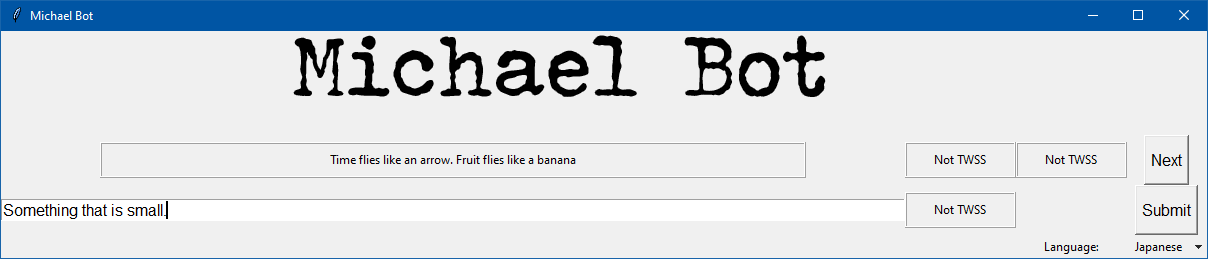 Michael Bot
Michael Bot
Time flies like an arrow. Fruit flies like a banana Not TWSS Not TWSS Next
Something that is small. Not TWSS Submit
Language: Japanese